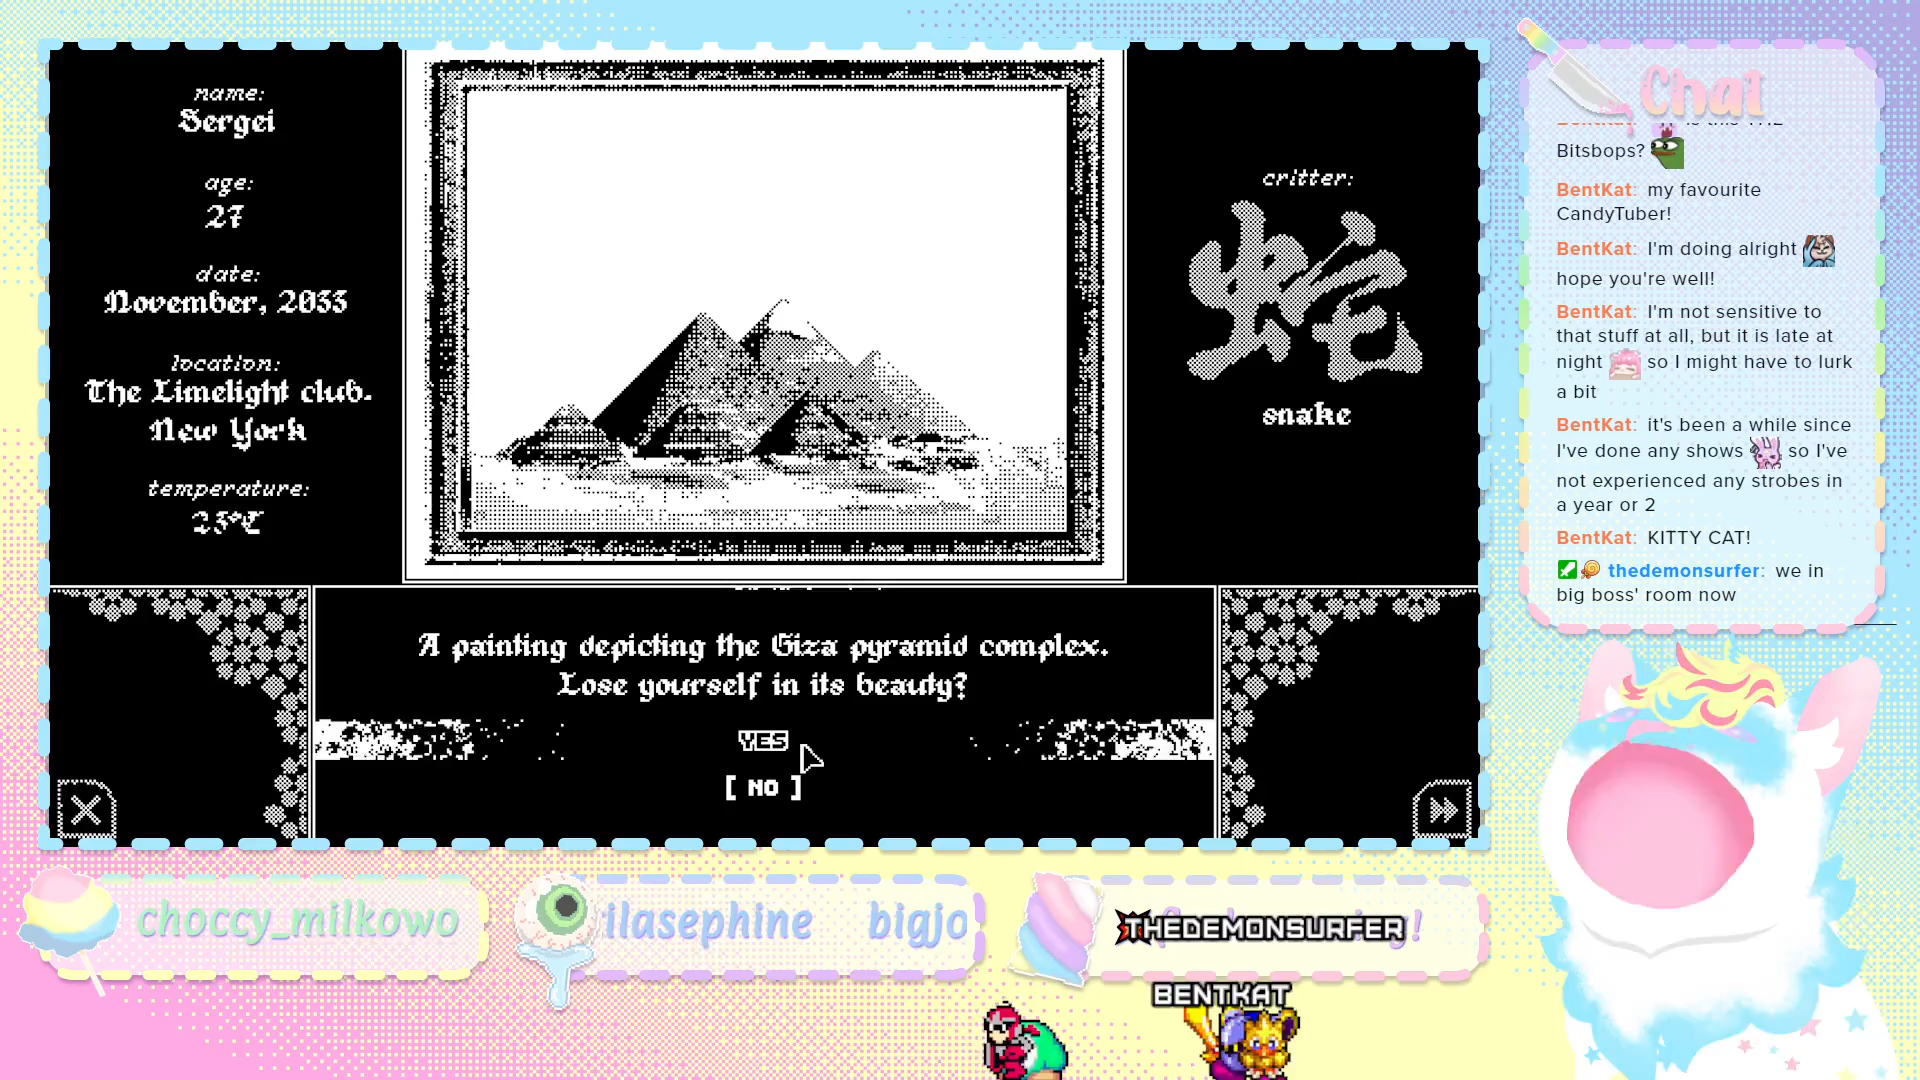 name:
Sergei
age:
27
date:
November, 2033
location:
The Limelight club.
New York
temperature:
23°C
critter:
蛇
snake
A painting depicting the Giza pyramid complex.
Lose yourself in its beauty?
YES
[ NO ]
Chat
Bitsbops?
BentKat: my favourite
CandyTuber!
BentKat: I'm doing alright
hope you're well!
BentKat: I'm not sensitive to
that stuff at all, but it is late at
night so I might have to lurk
a bit
BentKat: it's been a while since
I've done any shows so I've
not experienced any strobes in
a year or 2
BentKat: KITTY CAT!
thedemonsurfer: we in
big boss' room now
choccy_milkowo
ilasephine bigjo
THEDEMONSURFER
BENTKAT